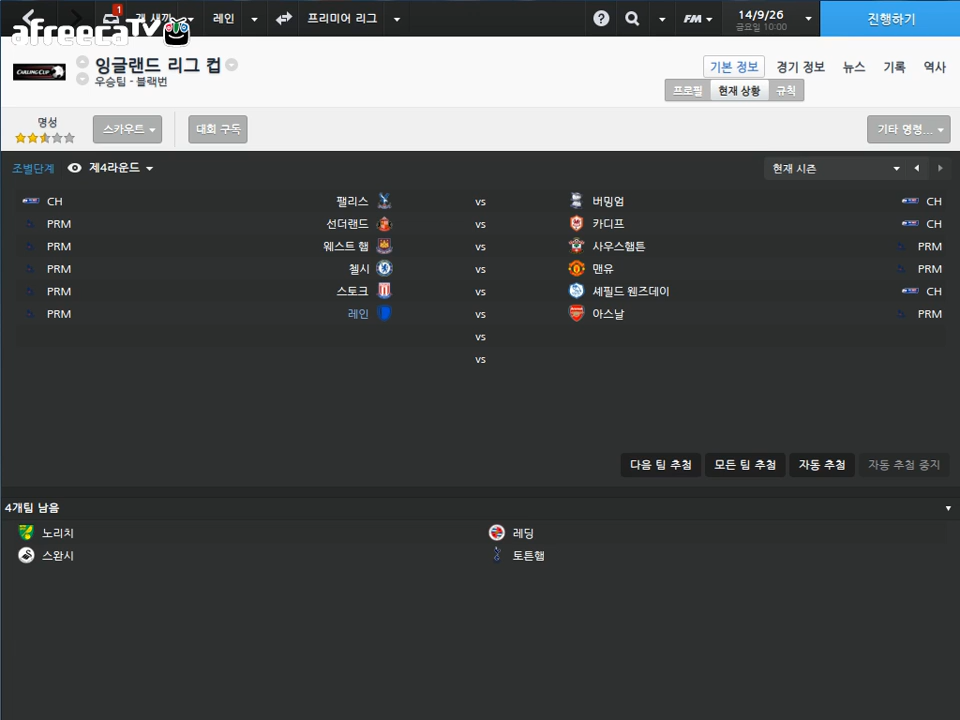 1
레인
프리미어 리그
FM
14/9/26
금요일 10:00
진행하기
afreecaTV
CARLING CUP
잉글랜드 리그 컵
우승팀 - 블랙번
기본 정보 경기 정보 뉴스 기록 역사
프로필 현재 상황 규칙
명성
스카우트
대회 구독
기타 명령...
조별단계 제4라운드
현재 시즌
CH 팰리스 vs 버밍엄 CH
PRM 선더랜드 vs 카디프 CH
PRM 웨스트 햄 vs 사우스햄튼 PRM
PRM 첼시 vs 맨유 PRM
PRM 스토크 vs 셰필드 웬즈데이 CH
PRM 레인 vs 아스날 PRM
vs
vs
다음 팀 추첨 모든 팀 추첨 자동 추첨 자동 추첨 중지
4개팀 남음
노리치 레딩
스완시 토튼햄